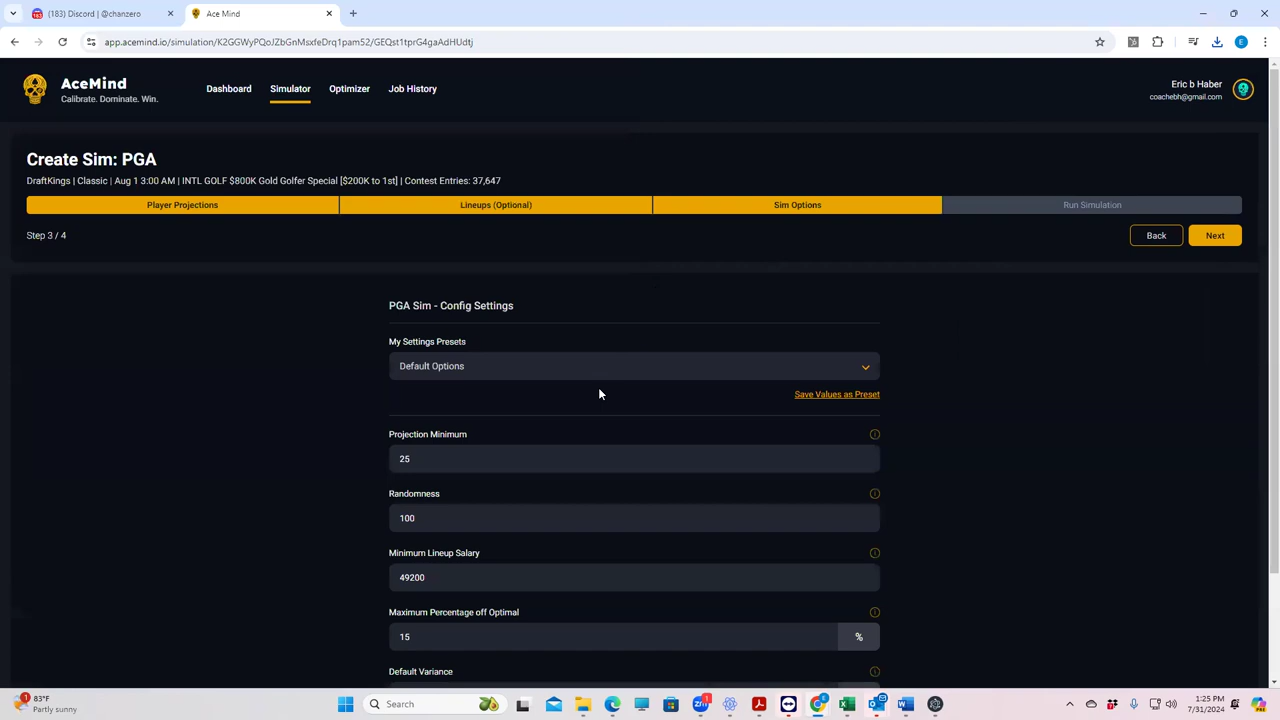 (183) Discord | @chanzero
Ace Mind
app.acemind.io/simulation/K2GGWyPQoJZbGnMsxfeDrq1pam52/GEQst1tprG4gaAdHUdtj
AceMind
Calibrate. Dominate. Win.
Dashboard
Simulator
Optimizer
Job History
Eric b Haber
coachebh@gmail.com
Create Sim: PGA
DraftKings | Classic | Aug 1 3:00 AM | INTL GOLF $800K Gold Golfer Special [$200K to 1st] | Contest Entries: 37,647
Player Projections
Lineups (Optional)
Sim Options
Run Simulation
Step 3 / 4
Back
Next
PGA Sim - Config Settings
My Settings Presets
Default Options
Save Values as Preset
Projection Minimum
25
Randomness
100
Minimum Lineup Salary
49200
Maximum Percentage off Optimal
15
%
Default Variance
83°F
Partly sunny
Search
1:25 PM
7/31/2024